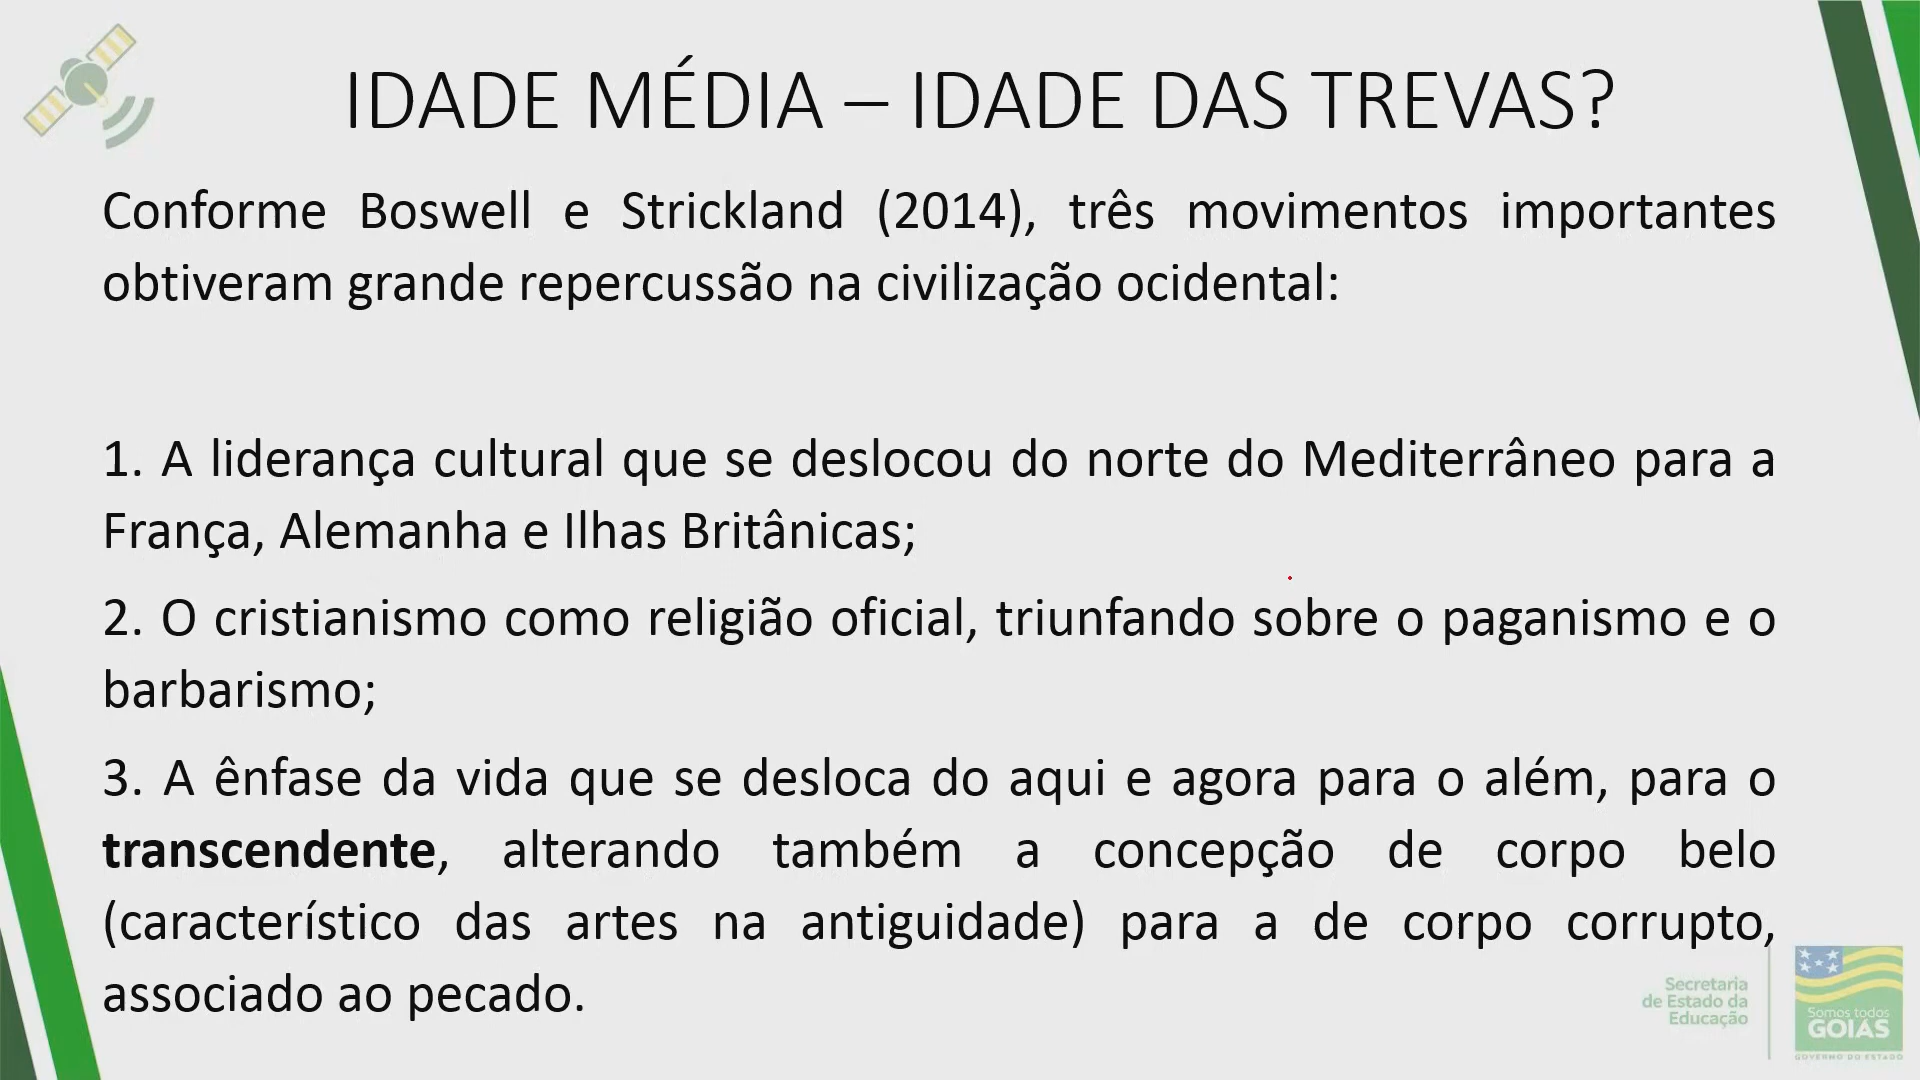 IDADE MÉDIA – IDADE DAS TREVAS?
Conforme Boswell e Strickland (2014), três movimentos importantes
obtiveram grande repercussão na civilização ocidental:
1. A liderança cultural que se deslocou do norte do Mediterrâneo para a
França, Alemanha e Ilhas Britânicas;
2. O cristianismo como religião oficial, triunfando sobre o paganismo e o
barbarismo;
3. A ênfase da vida que se desloca do aqui e agora para o além, para o
transcendente, alterando também a concepção de corpo belo
(característico das artes na antiguidade) para a de corpo corrupto,
associado ao pecado.
Secretaria
de Estado da
Educação
Somos todos
GOIÁS
GOVERNO DO ESTADO